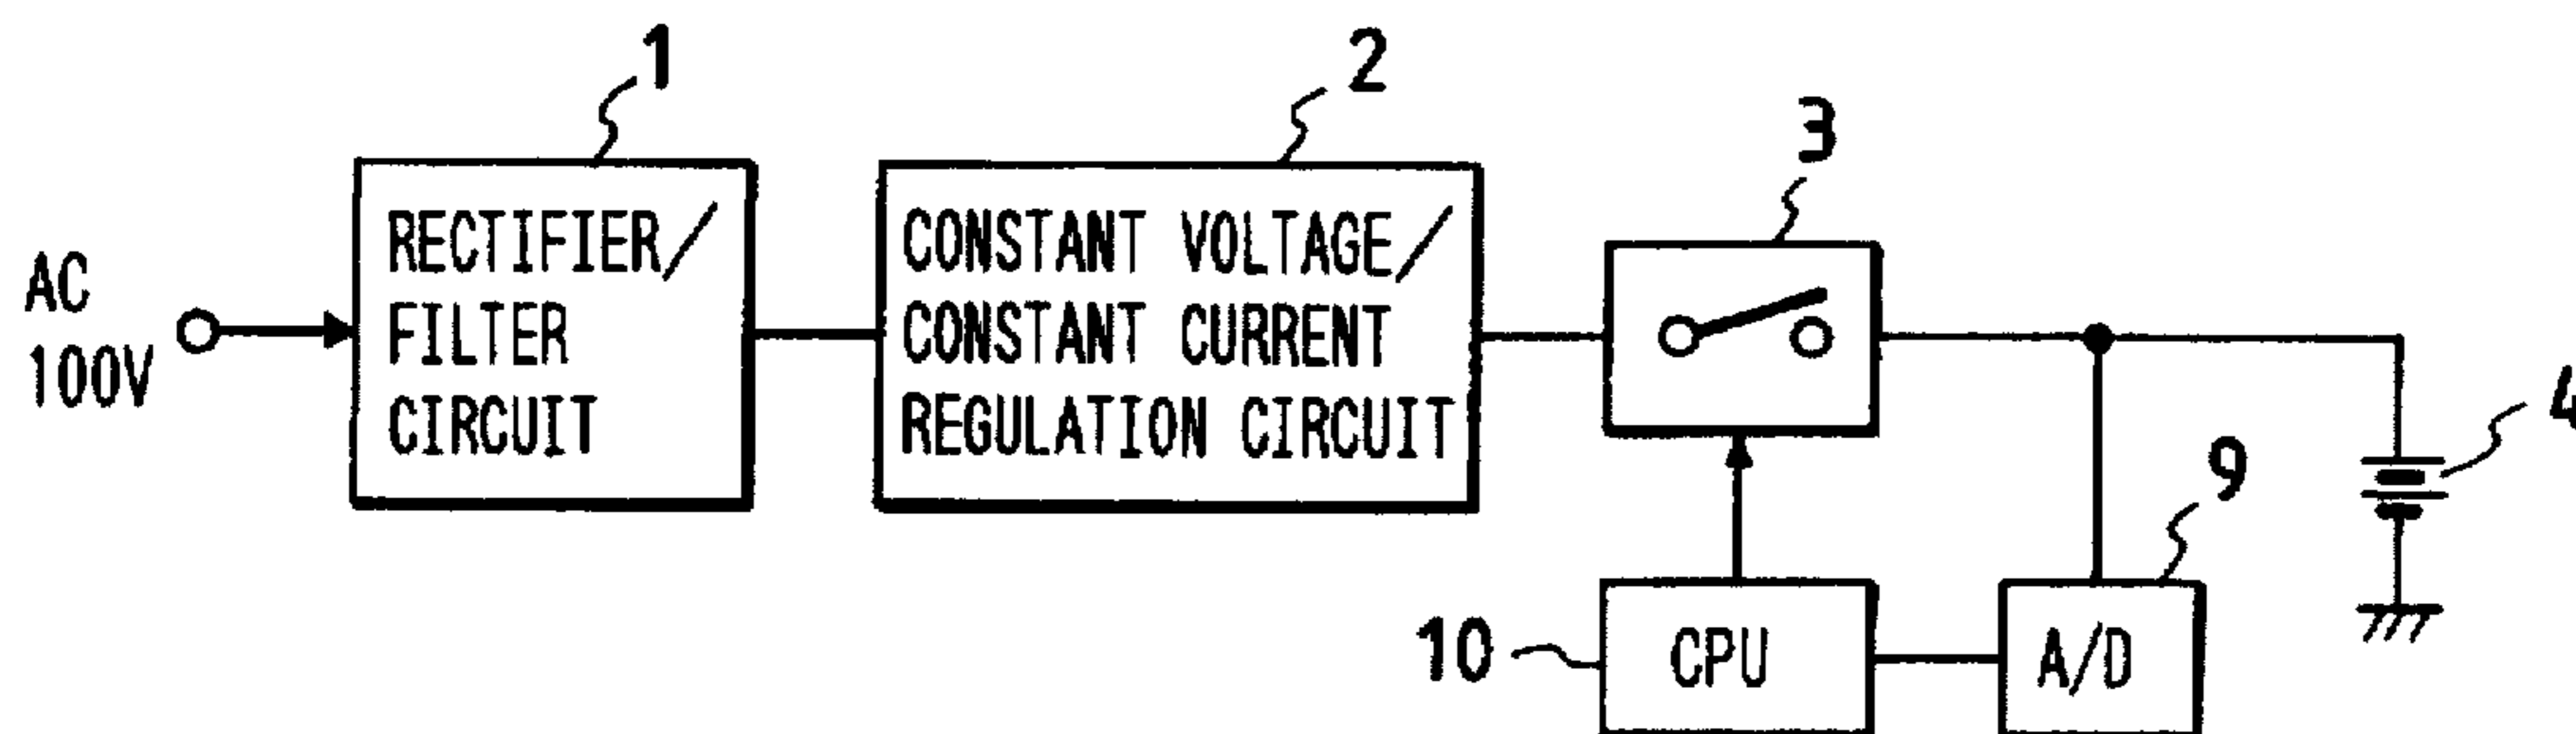 1
2
3
AC
100V
RECTIFIER/
FILTER
CIRCUIT
CONSTANT VOLTAGE/
CONSTANT CURRENT
REGULATION CIRCUIT
4
9
10
CPU
A/D